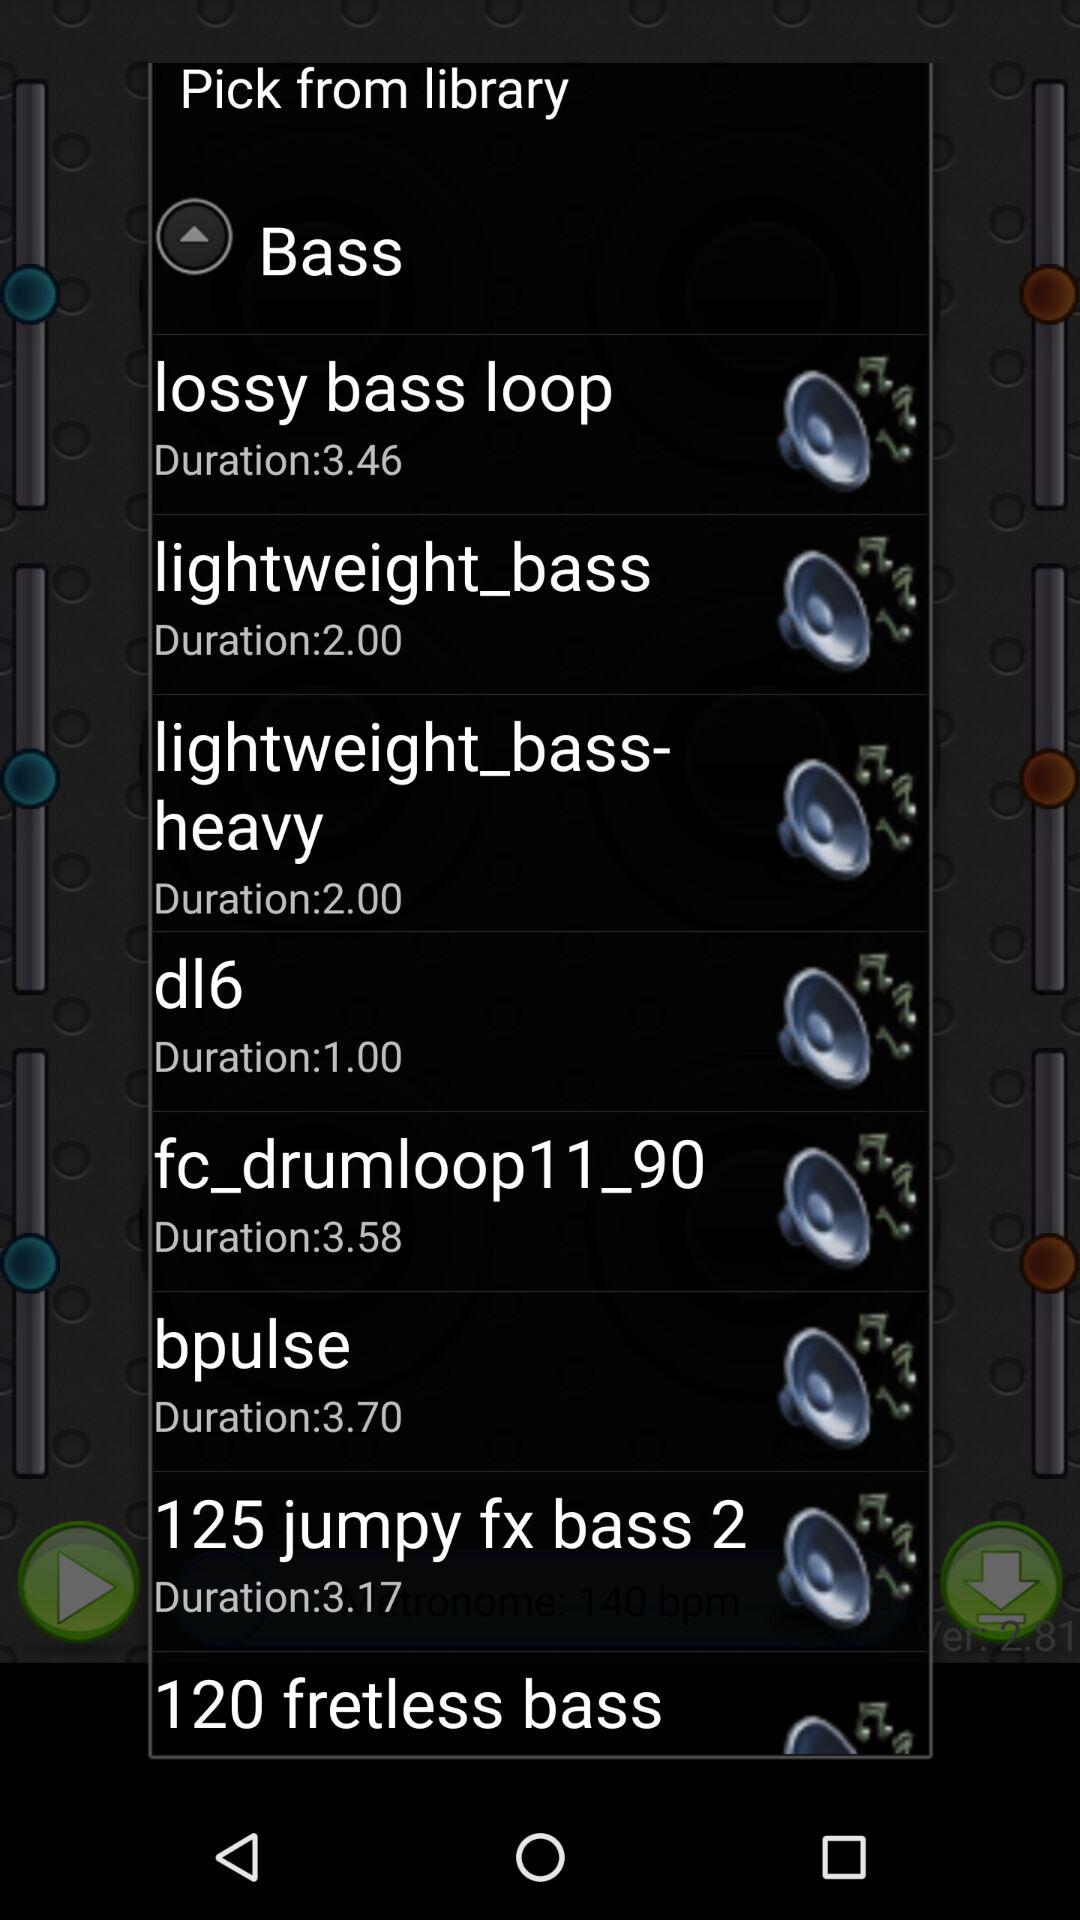 Pick from library
Bass
lossy bass loop
Duration:3.46
lightweight_bass
Duration:2.00
lightweight_bass-
heavy
Duration:2.00
dl6
Duration:1.00
fc_drumloop11_90
Duration:3.58
bpulse
Duration:3.70
125 jumpy fx bass 2
Duration:3.17
Metronome: 140 bpm
Ver: 2.81
120 fretless bass